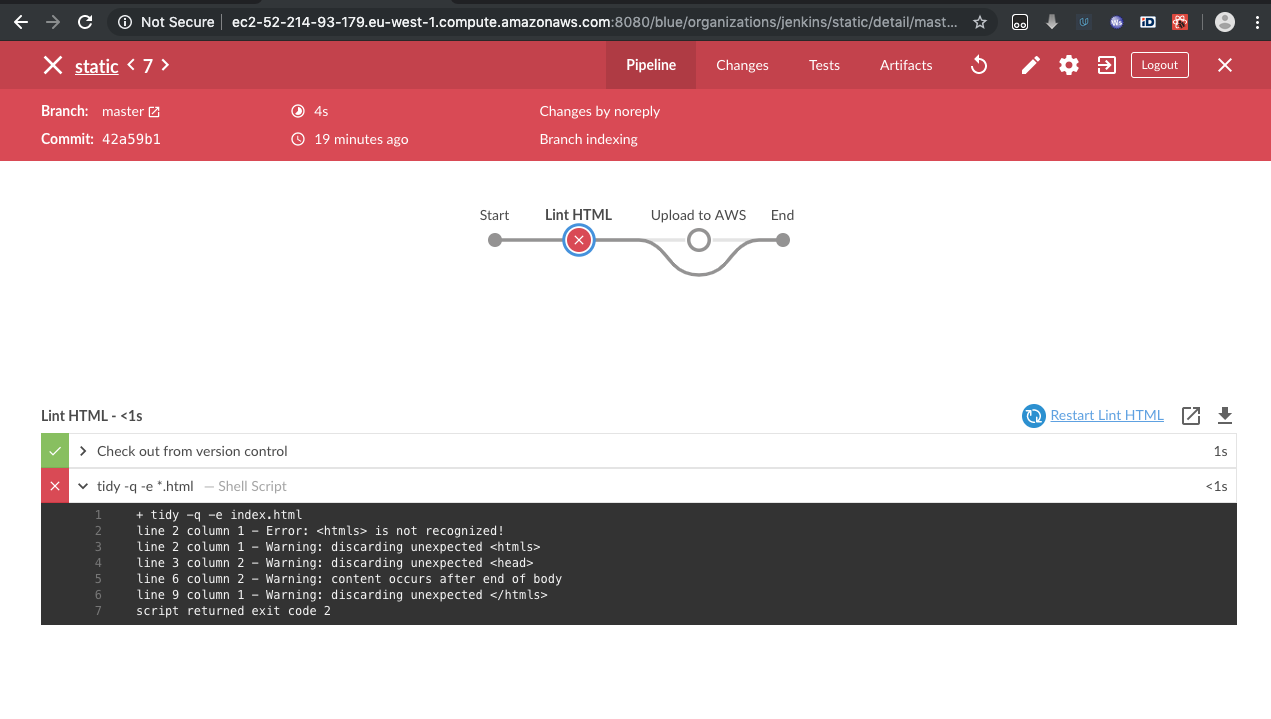 Not Secure ec2-52-214-93-179.eu-west-1.compute.amazonaws.com:8080/blue/organizations/jenkins/static/detail/mast...
static 7 Pipeline Changes Tests Artifacts Logout
Branch: master 4s Changes by noreply
Commit: 42a59b1 19 minutes ago Branch indexing
Start Lint HTML Upload to AWS End
Lint HTML - <1s Restart Lint HTML
Check out from version control 1s
tidy -q -e *.html — Shell Script <1s
1 + tidy -q -e index.html
2 line 2 column 1 - Error: <htmls> is not recognized!
3 line 2 column 1 - Warning: discarding unexpected <htmls>
4 line 3 column 2 - Warning: discarding unexpected <head>
5 line 6 column 2 - Warning: content occurs after end of body
6 line 9 column 1 - Warning: discarding unexpected </htmls>
7 script returned exit code 2